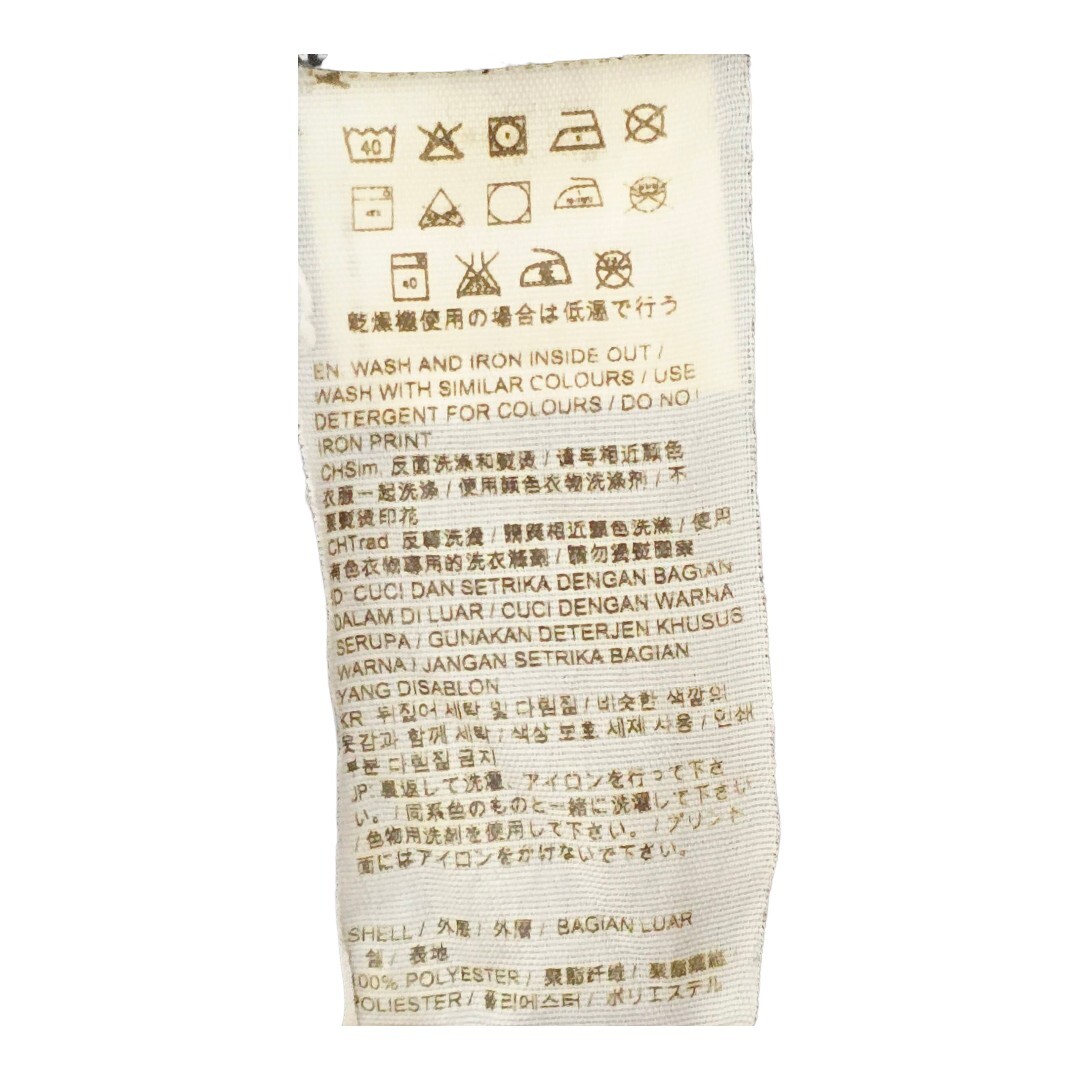 40
40
乾燥機使用の場合は低温で行う
EN WASH AND IRON INSIDE OUT /
WASH WITH SIMILAR COLOURS / USE
DETERGENT FOR COLOURS / DO NOT
IRON PRINT
CHSim. 反面洗涤和熨烫 / 请与相近颜色
衣服一起洗涤 / 使用颜色衣物洗涤剂 / 不
要熨烫印花
CHTrad 反轉洗燙 / 請與相近顏色洗滌 / 使用
有色衣物專用的洗衣滌劑 / 請勿燙熨圖案
ID CUCI DAN SETRIKA DENGAN BAGIAN
DALAM DI LUAR / CUCI DENGAN WARNA
SERUPA / GUNAKAN DETERJEN KHUSUS
WARNA / JANGAN SETRIKA BAGIAN
YANG DISABLON
KR 뒤집어 세탁 및 다림질 / 비슷한 색깔의
옷감과 함께 세탁 / 색상 보호 세제 사용 / 인쇄
부분 다림질 금지
JP 裏返して洗濯、アイロンを行って下さ
い。/ 同系色のものと一緒に洗濯して下さい
/ 色物用洗剤を使用して下さい。/ プリント
面にはアイロンをかけないで下さい。
SHELL / 外层 / 外層 / BAGIAN LUAR
/ 쉘 / 表地
100% POLYESTER / 聚酯纤维 / 聚酯纖維
POLIESTER / 폴리에스터 / ポリエステル